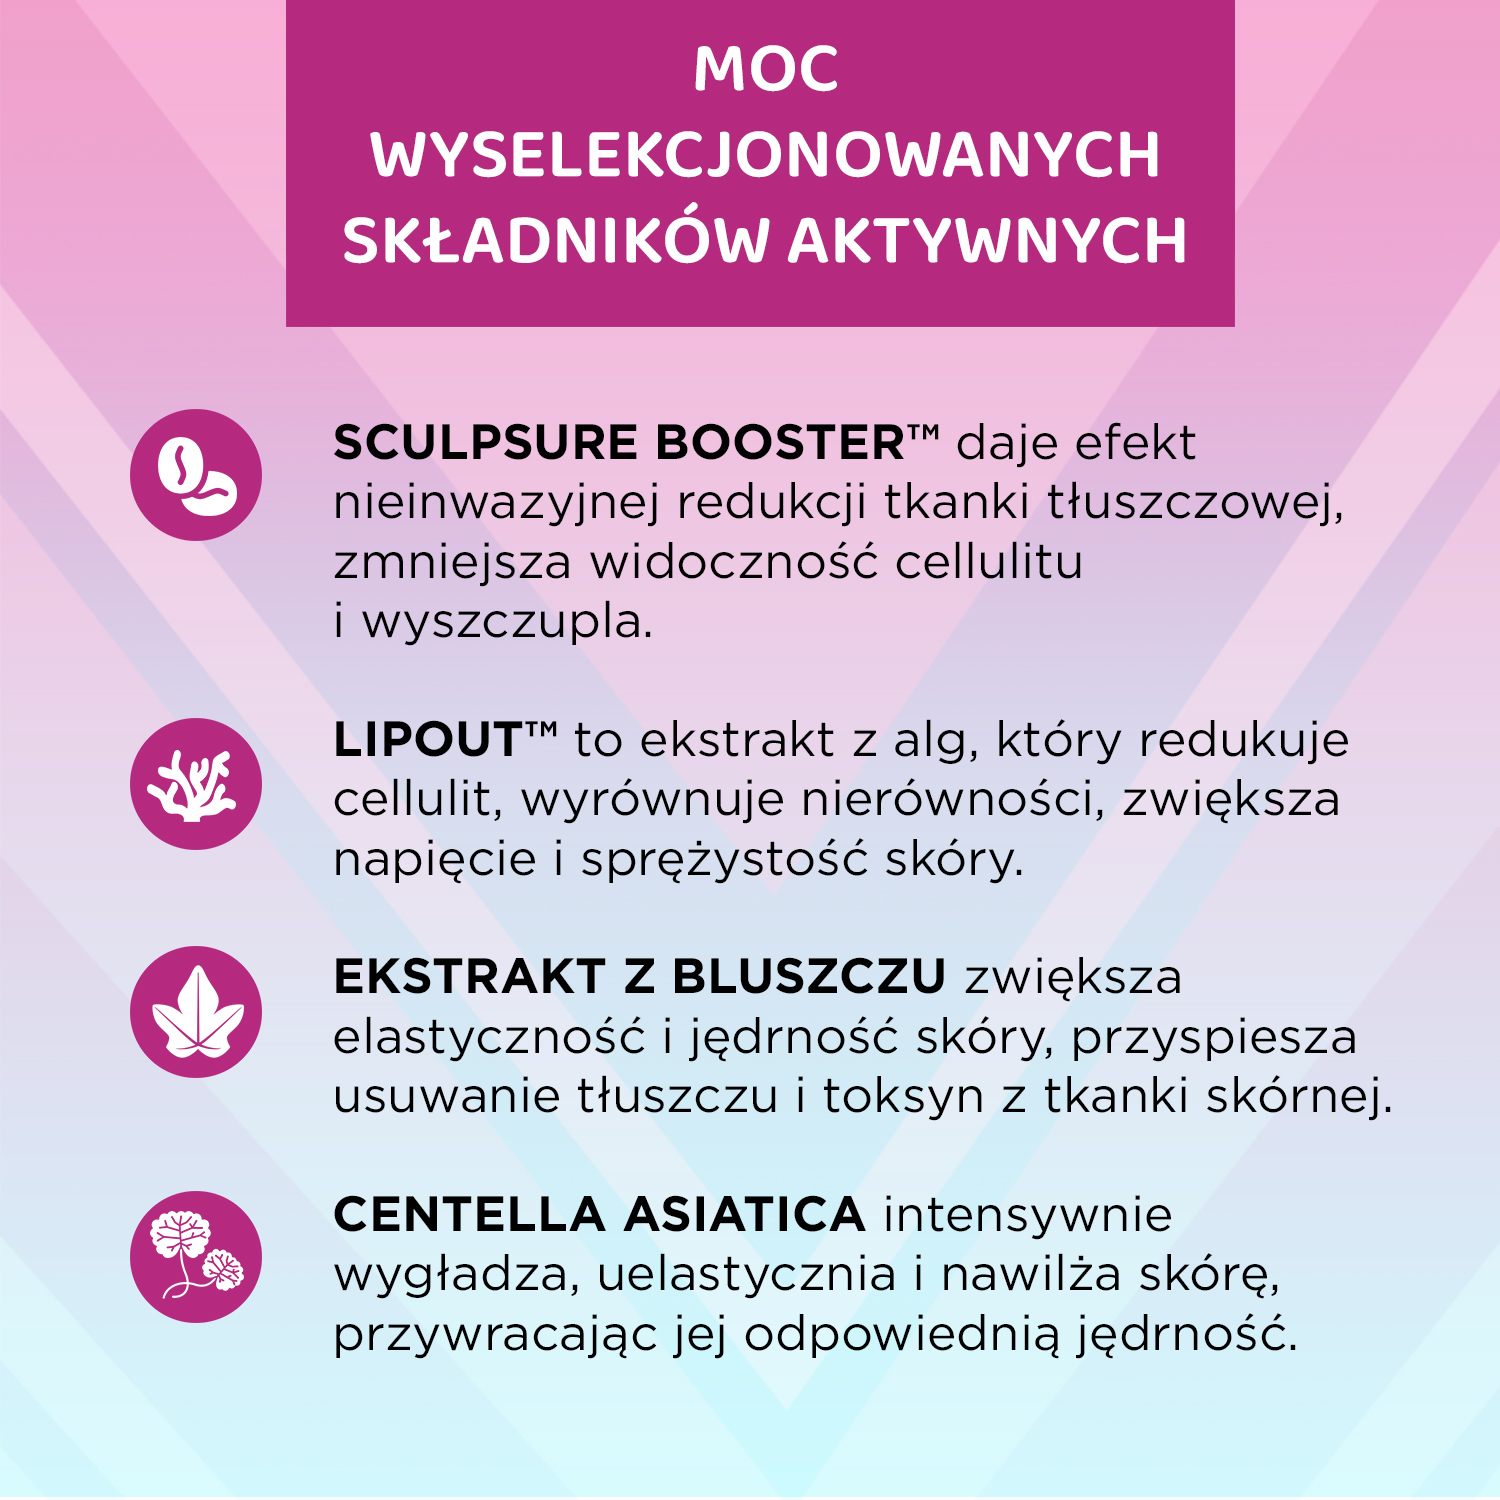 MOC
WYSELEKCJONOWANYCH
SKŁADNIKÓW AKTYWNYCH
SCULPSURE BOOSTER™ daje efekt
nieinwazyjnej redukcji tkanki tłuszczowej,
zmniejsza widoczność cellulitu
i wyszczupla.
LIPOUT™ to ekstrakt z alg, który redukuje
cellulit, wyrównuje nierówności, zwiększa
napięcie i sprężystość skóry.
EKSTRAKT Z BLUSZCZU zwiększa
elastyczność i jędrność skóry, przyspiesza
usuwanie tłuszczu i toksyn z tkanki skórnej.
CENTELLA ASIATICA intensywnie
wygładza, uelastycznia i nawilża skórę,
przywracając jej odpowiednią jędrność.